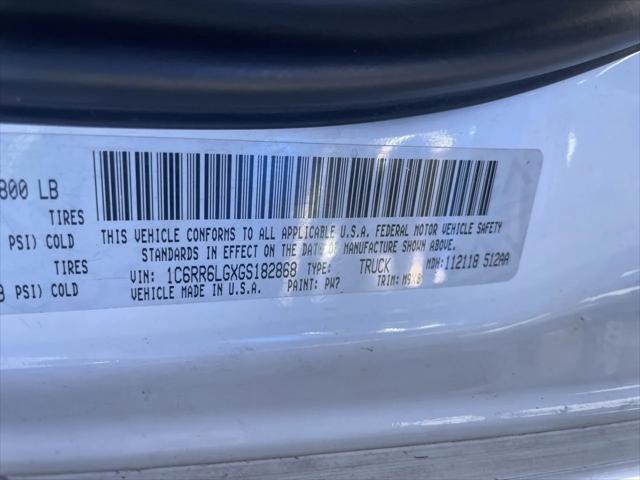 800 LB
TIRES
PSI) COLD
TIRES
PSI) COLD
THIS VEHICLE CONFORMS TO ALL APPLICABLE U.S.A. FEDERAL MOTOR VEHICLE SAFETY
STANDARDS IN EFFECT ON THE DATE OF MANUFACTURE SHOWN ABOVE.
VIN: 1C6RR6LGXGS182868 TYPE: TRUCK MDH: 112118 512AA
VEHICLE MADE IN U.S.A. PAINT: PW7 TRIM: